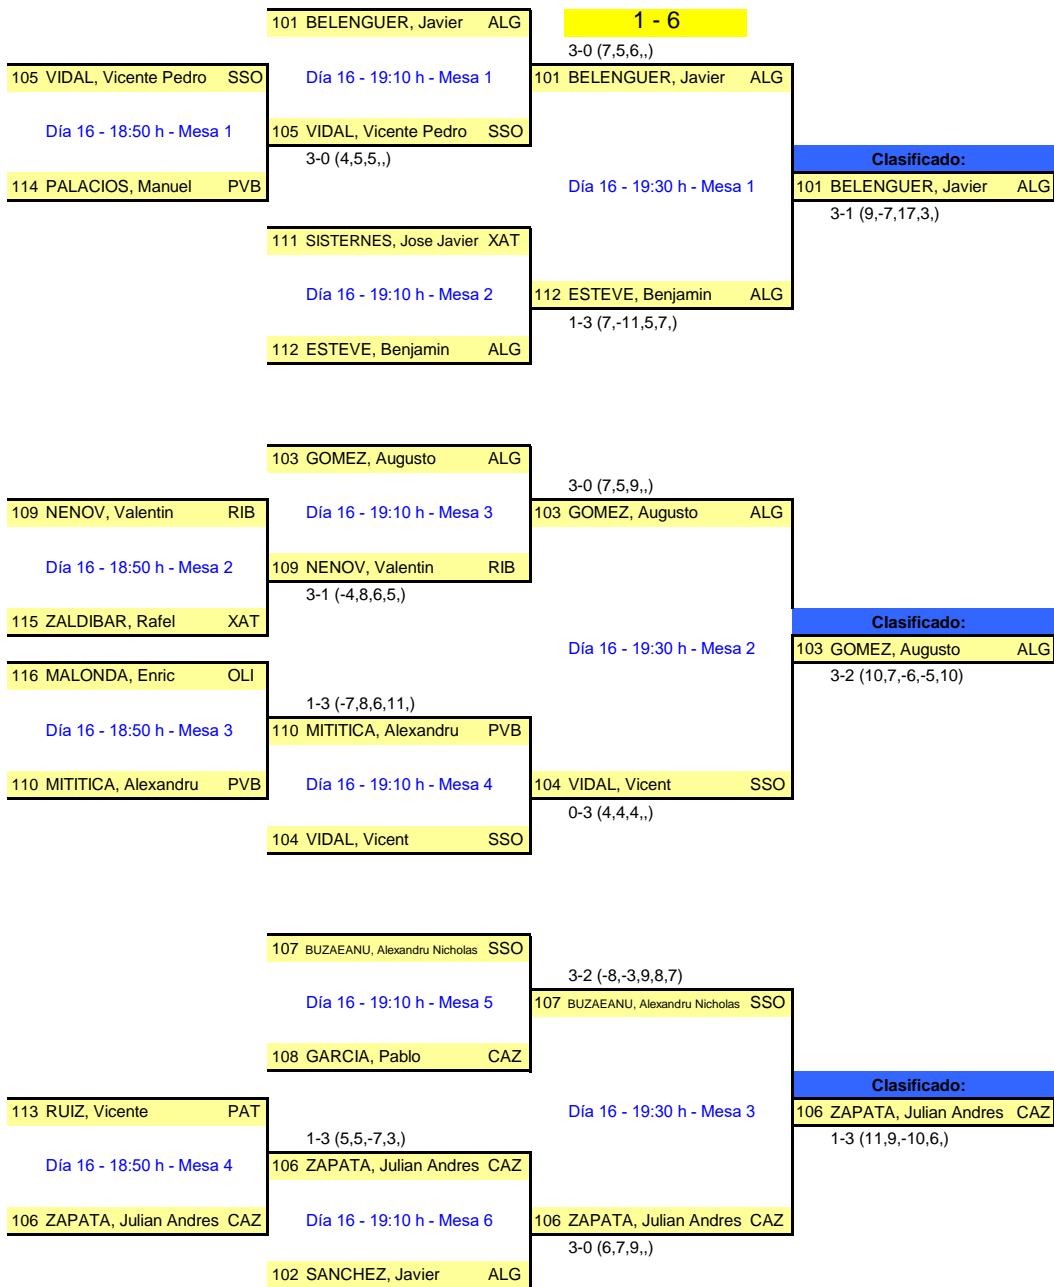 101 BELENGUER, Javier ALG
1 - 6
3-0 (7,5,6,,)
105 VIDAL, Vicente Pedro SSO
Día 16 - 19:10 h - Mesa 1
101 BELENGUER, Javier ALG
Día 16 - 18:50 h - Mesa 1
105 VIDAL, Vicente Pedro SSO
3-0 (4,5,5,,)
Clasificado:
114 PALACIOS, Manuel PVB
Día 16 - 19:30 h - Mesa 1
101 BELENGUER, Javier ALG
3-1 (9,-7,17,3,)
111 SISTERNES, Jose Javier XAT
Día 16 - 19:10 h - Mesa 2
112 ESTEVE, Benjamin ALG
1-3 (7,-11,5,7,)
112 ESTEVE, Benjamin ALG
103 GOMEZ, Augusto ALG
3-0 (7,5,9,,)
109 NENOV, Valentin RIB
Día 16 - 19:10 h - Mesa 3
103 GOMEZ, Augusto ALG
Día 16 - 18:50 h - Mesa 2
109 NENOV, Valentin RIB
3-1 (-4,8,6,5,)
115 ZALDIBAR, Rafel XAT
Clasificado:
Día 16 - 19:30 h - Mesa 2
103 GOMEZ, Augusto ALG
116 MALONDA, Enric OLI
3-2 (10,7,-6,-5,10)
1-3 (-7,8,6,11,)
Día 16 - 18:50 h - Mesa 3
110 MITITICA, Alexandru PVB
110 MITITICA, Alexandru PVB
Día 16 - 19:10 h - Mesa 4
104 VIDAL, Vicent SSO
0-3 (4,4,4,,)
104 VIDAL, Vicent SSO
107 BUZAEANU, Alexandru Nicholas SSO
3-2 (-8,-3,9,8,7)
Día 16 - 19:10 h - Mesa 5
107 BUZAEANU, Alexandru Nicholas SSO
108 GARCIA, Pablo CAZ
Clasificado:
113 RUIZ, Vicente PAT
Día 16 - 19:30 h - Mesa 3
106 ZAPATA, Julian Andres CAZ
1-3 (5,5,-7,3,)
1-3 (11,9,-10,6,)
Día 16 - 18:50 h - Mesa 4
106 ZAPATA, Julian Andres CAZ
106 ZAPATA, Julian Andres CAZ
Día 16 - 19:10 h - Mesa 6
106 ZAPATA, Julian Andres CAZ
3-0 (6,7,9,,)
102 SANCHEZ, Javier ALG